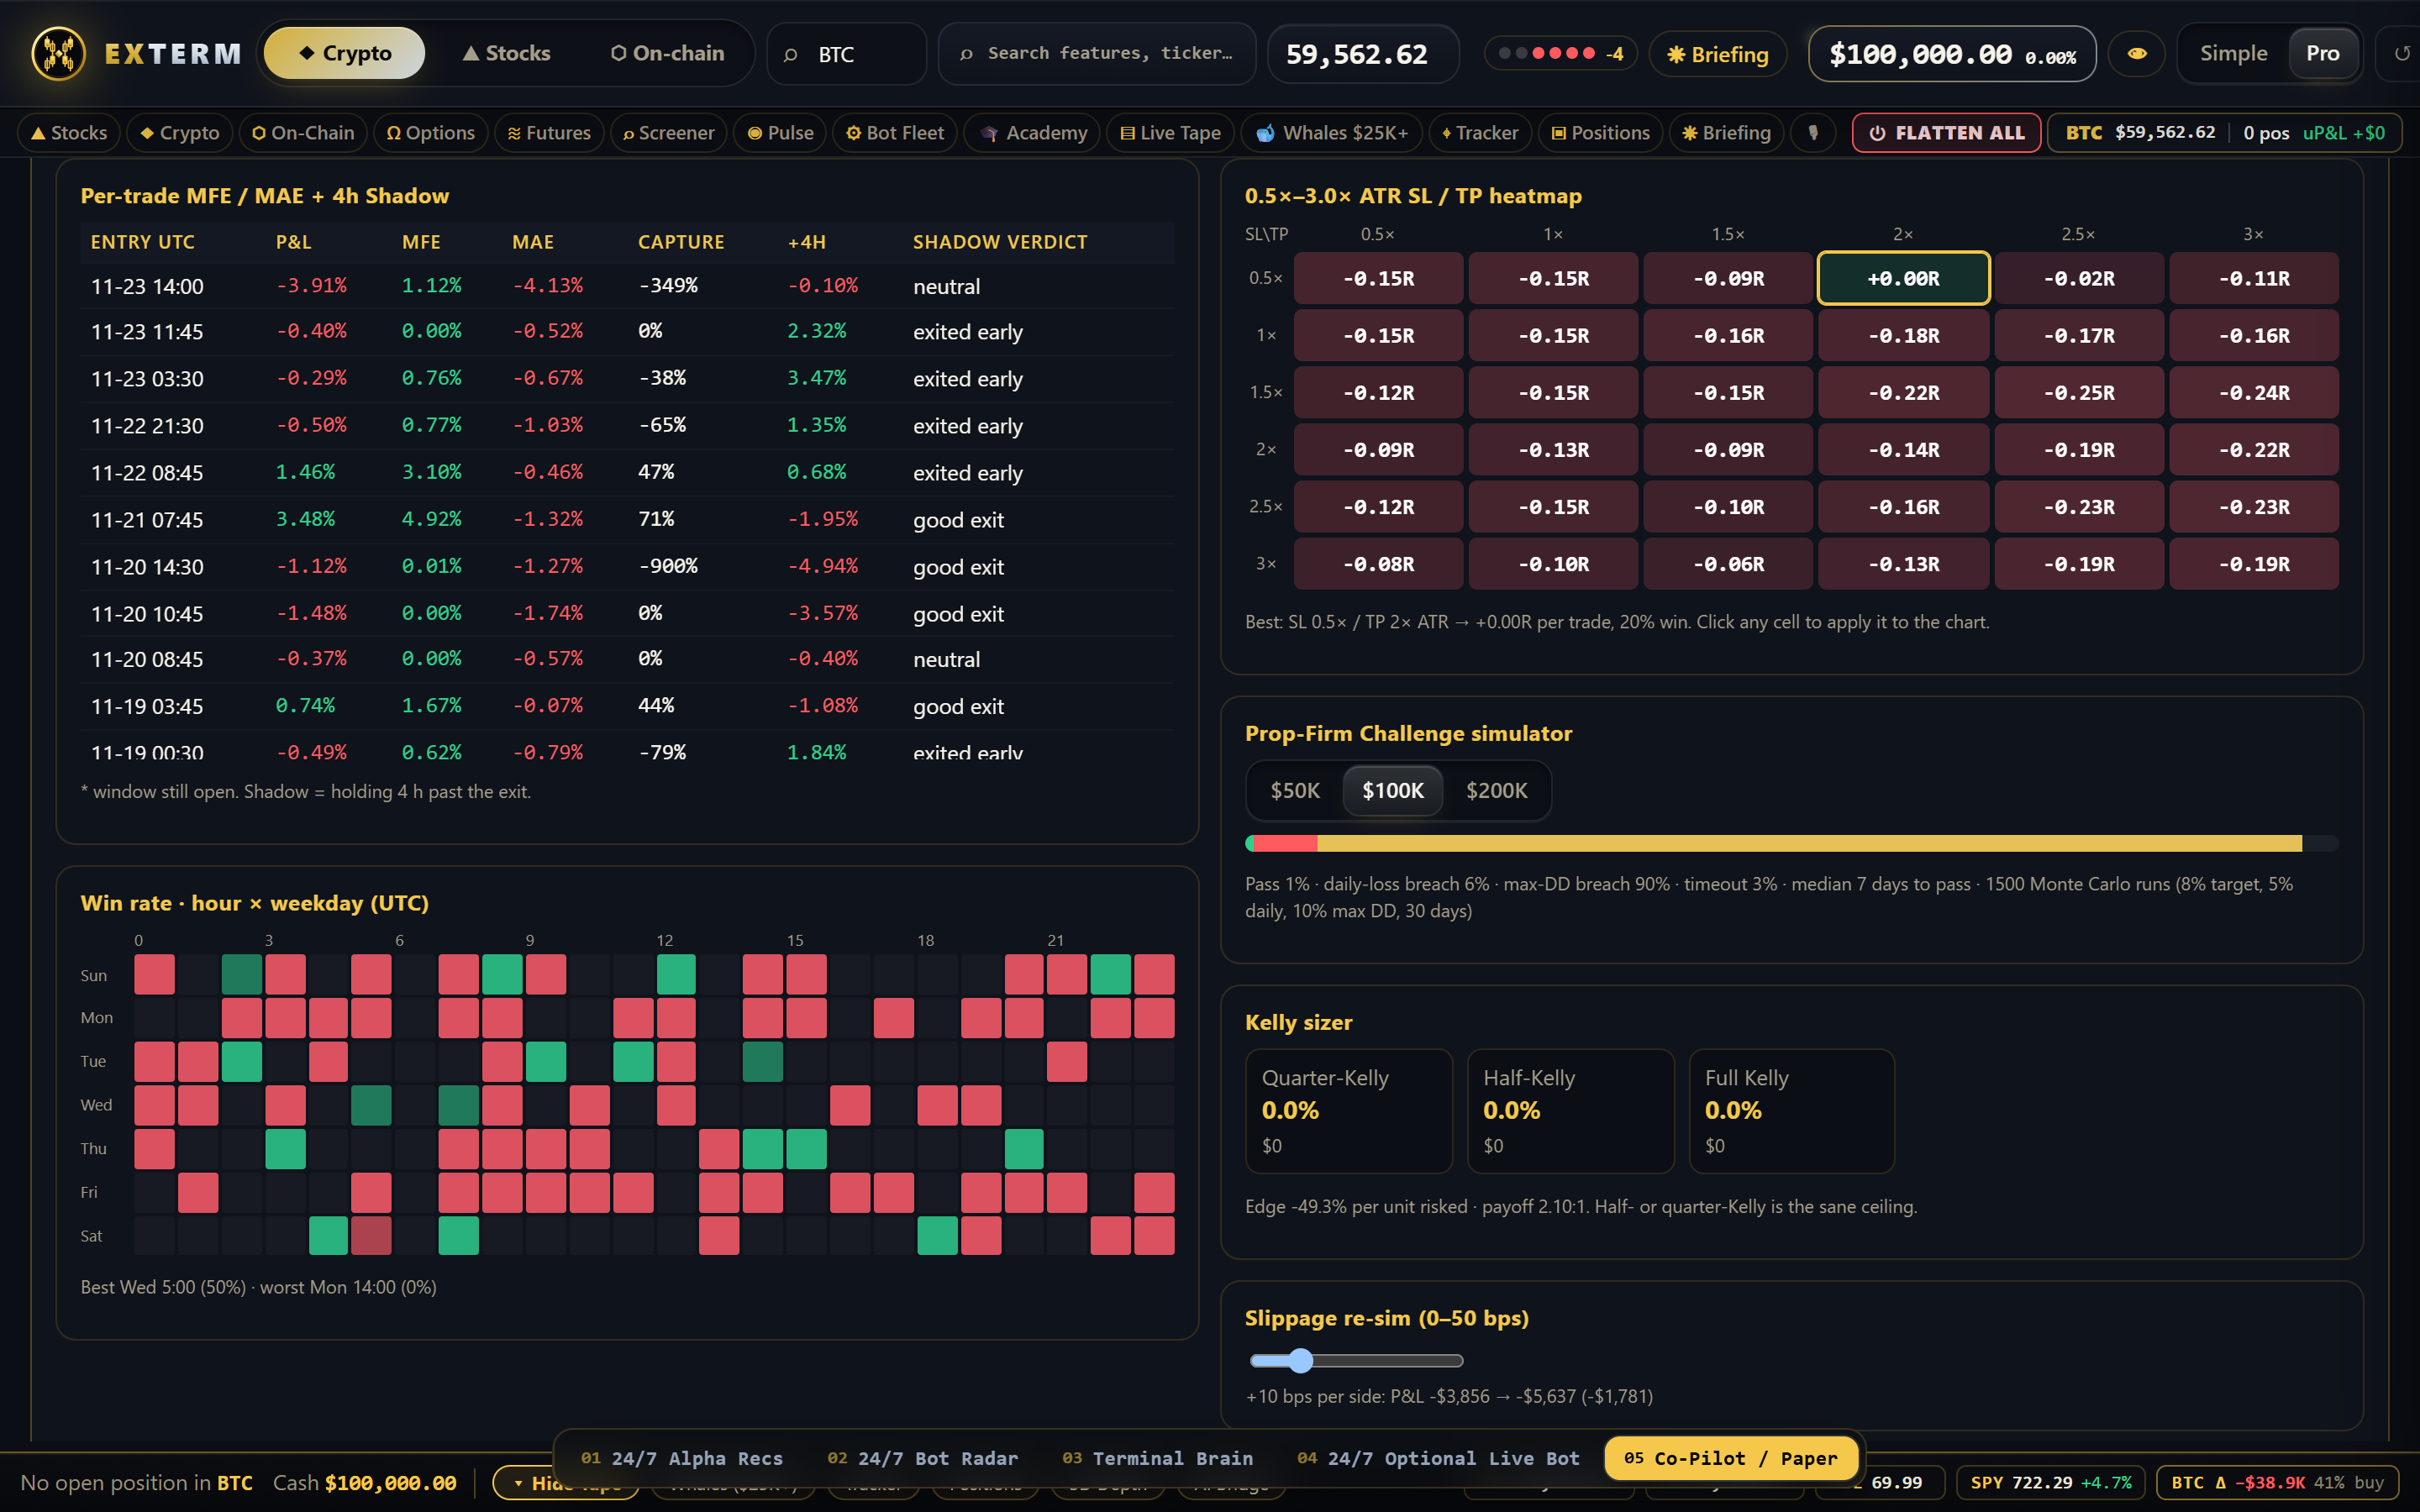 EXTERM
◆ Crypto
▲ Stocks
⬡ On-chain
BTC
Search features, ticker…
59,562.62
-4
Briefing
$100,000.00 0.00%
Simple
Pro
Stocks
Crypto
On-Chain
Options
Futures
Screener
Pulse
Bot Fleet
Academy
Live Tape
Whales $25K+
Tracker
Positions
Briefing
FLATTEN ALL
BTC $59,562.62 0 pos uP&L +$0
Per-trade MFE / MAE + 4h Shadow
ENTRY UTC P&L MFE MAE CAPTURE +4H SHADOW VERDICT
11-23 14:00 -3.91% 1.12% -4.13% -349% -0.10% neutral
11-23 11:45 -0.40% 0.00% -0.52% 0% 2.32% exited early
11-23 03:30 -0.29% 0.76% -0.67% -38% 3.47% exited early
11-22 21:30 -0.50% 0.77% -1.03% -65% 1.35% exited early
11-22 08:45 1.46% 3.10% -0.46% 47% 0.68% exited early
11-21 07:45 3.48% 4.92% -1.32% 71% -1.95% good exit
11-20 14:30 -1.12% 0.01% -1.27% -900% -4.94% good exit
11-20 10:45 -1.48% 0.00% -1.74% 0% -3.57% good exit
11-20 08:45 -0.37% 0.00% -0.57% 0% -0.40% neutral
11-19 03:45 0.74% 1.67% -0.07% 44% -1.08% good exit
11-19 00:30 -0.49% 0.62% -0.79% -79% 1.84% exited early
* window still open. Shadow = holding 4 h past the exit.
Win rate · hour × weekday (UTC)
0 3 6 9 12 15 18 21
Sun
Mon
Tue
Wed
Thu
Fri
Sat
Best Wed 5:00 (50%) · worst Mon 14:00 (0%)
0.5×–3.0× ATR SL / TP heatmap
SL\TP 0.5× 1× 1.5× 2× 2.5× 3×
0.5× -0.15R -0.15R -0.09R +0.00R -0.02R -0.11R
1× -0.15R -0.15R -0.16R -0.18R -0.17R -0.16R
1.5× -0.12R -0.15R -0.15R -0.22R -0.25R -0.24R
2× -0.09R -0.13R -0.09R -0.14R -0.19R -0.22R
2.5× -0.12R -0.15R -0.10R -0.16R -0.23R -0.23R
3× -0.08R -0.10R -0.06R -0.13R -0.19R -0.19R
Best: SL 0.5× / TP 2× ATR → +0.00R per trade, 20% win. Click any cell to apply it to the chart.
Prop-Firm Challenge simulator
$50K $100K $200K
Pass 1% · daily-loss breach 6% · max-DD breach 90% · timeout 3% · median 7 days to pass · 1500 Monte Carlo runs (8% target, 5%
daily, 10% max DD, 30 days)
Kelly sizer
Quarter-Kelly Half-Kelly Full Kelly
0.0% 0.0% 0.0%
$0 $0 $0
Edge -49.3% per unit risked · payoff 2.10:1. Half- or quarter-Kelly is the sane ceiling.
Slippage re-sim (0–50 bps)
+10 bps per side: P&L -$3,856 → -$5,637 (-$1,781)
01 24/7 Alpha Recs
02 24/7 Bot Radar
03 Terminal Brain
04 24/7 Optional Live Bot
05 Co-Pilot / Paper
No open position in BTC Cash $100,000.00
69.99
SPY 722.29 +4.7%
BTC Δ −$38.9K 41% buy